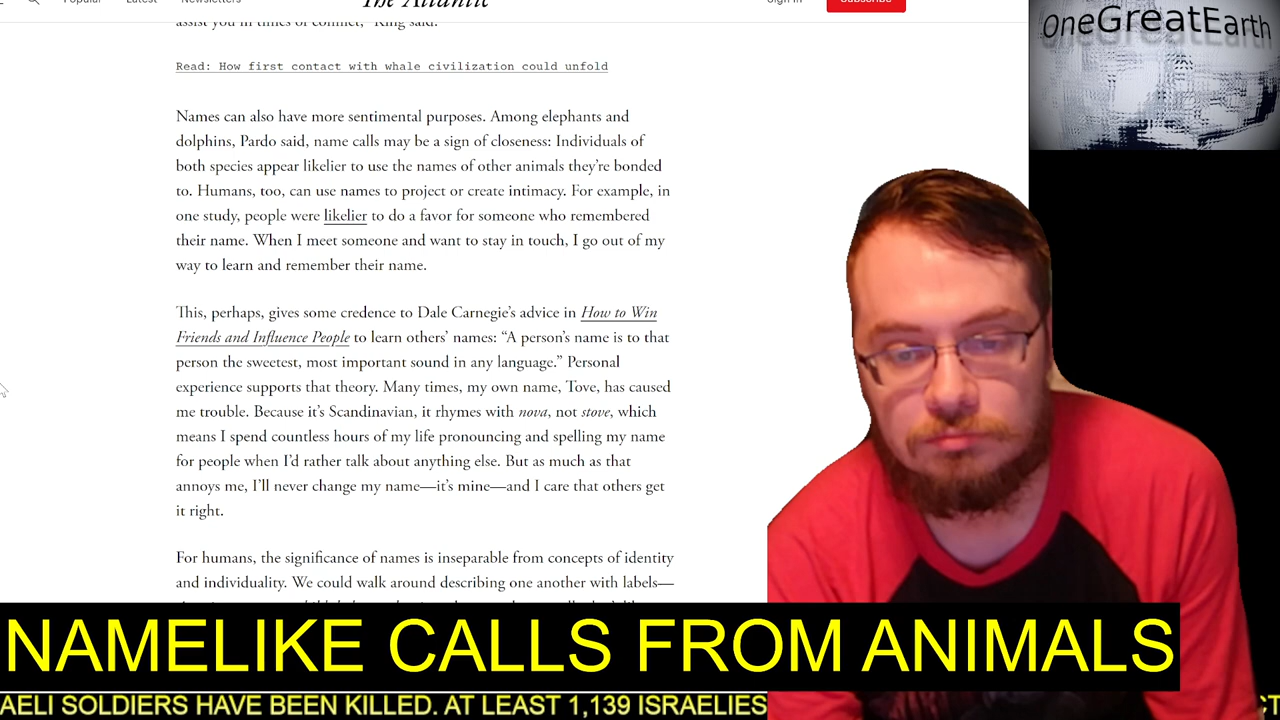 Popular Latest Newsletters The Atlantic Sign In Subscribe
assist you in times of conflict," King said.
Read: How first contact with whale civilization could unfold
Names can also have more sentimental purposes. Among elephants and
dolphins, Pardo said, name calls may be a sign of closeness: Individuals of
both species appear likelier to use the names of other animals they're bonded
to. Humans, too, can use names to project or create intimacy. For example, in
one study, people were likelier to do a favor for someone who remembered
their name. When I meet someone and want to stay in touch, I go out of my
way to learn and remember their name.
This, perhaps, gives some credence to Dale Carnegie's advice in How to Win
Friends and Influence People to learn others' names: “A person's name is to that
person the sweetest, most important sound in any language.” Personal
experience supports that theory. Many times, my own name, Tove, has caused
me trouble. Because it's Scandinavian, it rhymes with nova, not stove, which
means I spend countless hours of my life pronouncing and spelling my name
for people when I'd rather talk about anything else. But as much as that
annoys me, I'll never change my name—it's mine—and I care that others get
it right.
For humans, the significance of names is inseparable from concepts of identity
and individuality. We could walk around describing one another with labels—
OneGreatEarth
NAMELIKE CALLS FROM ANIMALS
AELI SOLDIERS HAVE BEEN KILLED. AT LEAST 1,139 ISRAELIES